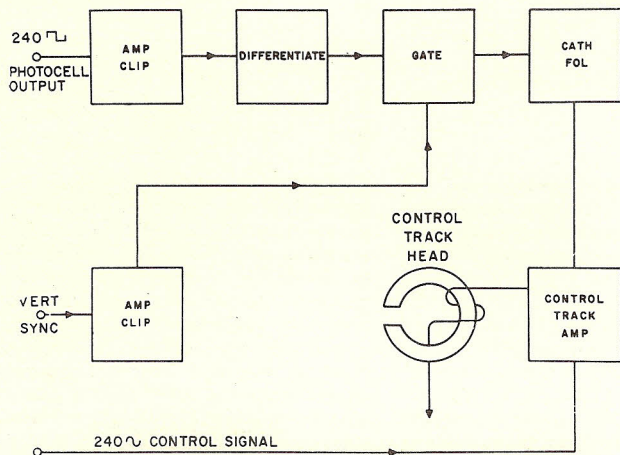 240
PHOTOCELL
OUTPUT
AMP
CLIP
DIFFERENTIATE
GATE
CATH
FOL
CONTROL
TRACK
HEAD
VERT
SYNC
AMP
CLIP
CONTROL
TRACK
AMP
240∿ CONTROL SIGNAL